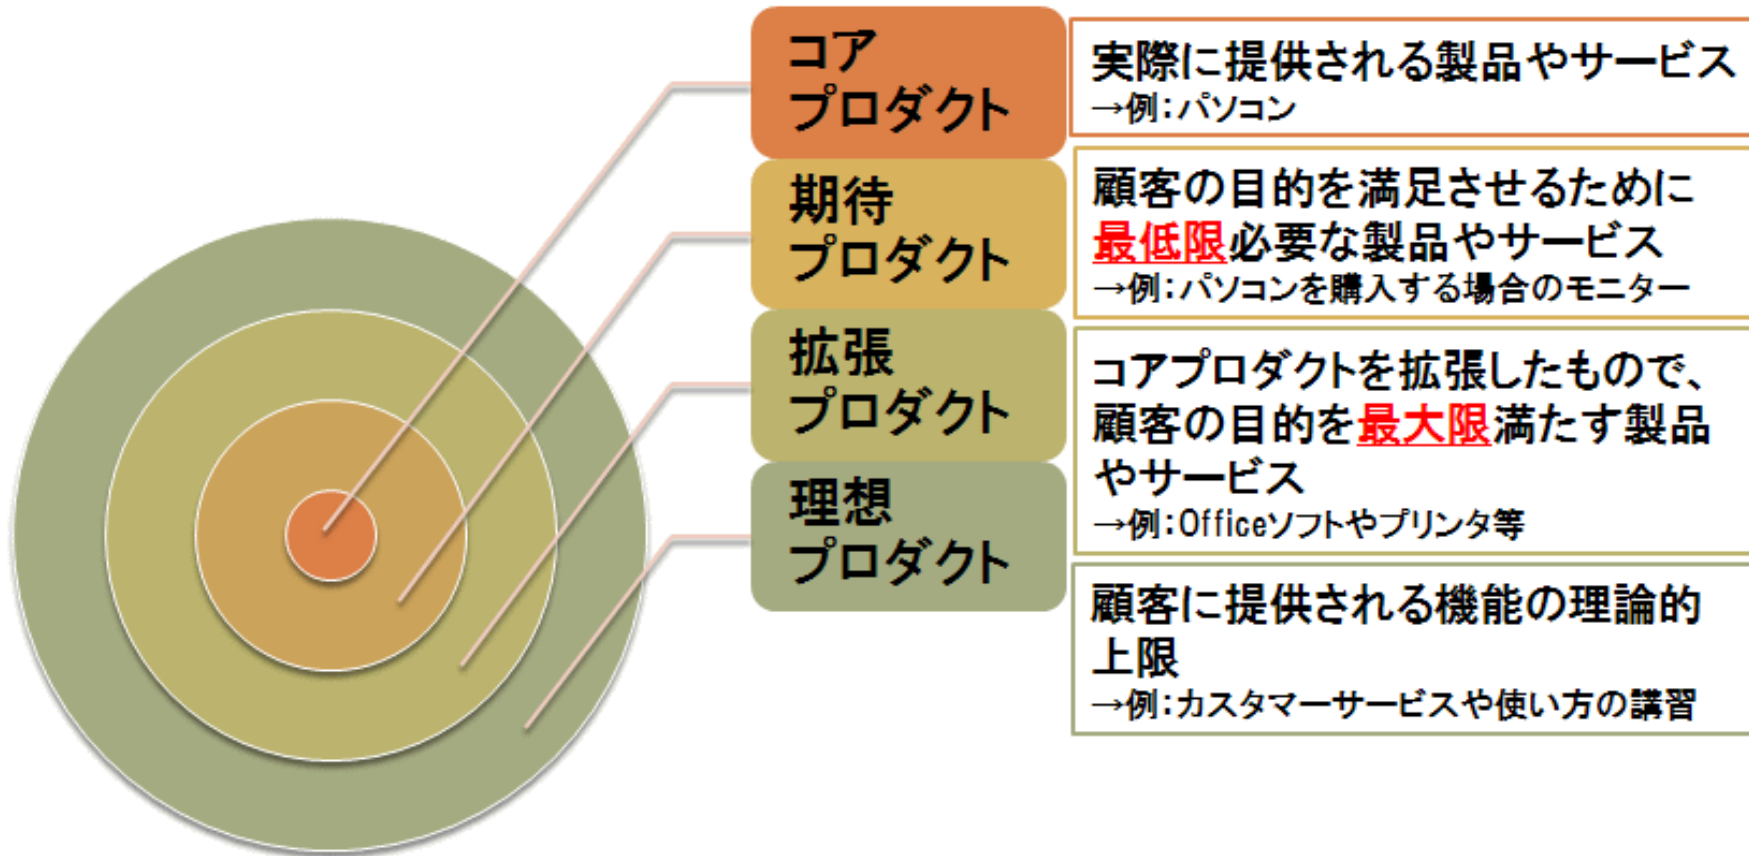 コア
プロダクト
実際に提供される製品やサービス
→例：パソコン
期待
プロダクト
顧客の目的を満足させるために
最低限必要な製品やサービス
→例：パソコンを購入する場合のモニター
拡張
プロダクト
コアプロダクトを拡張したもので、
顧客の目的を最大限満たす製品
やサービス
→例：Officeソフトやプリンタ等
理想
プロダクト
顧客に提供される機能の理論的
上限
→例：カスタマーサービスや使い方の講習